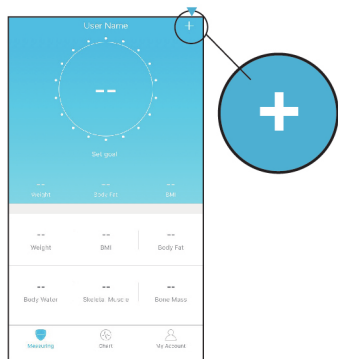 User Name
+
--
Set goal
-- -- --
Weight Body Fat BMI
-- -- --
Weight BMI Body Fat
-- -- --
Body Water Skeletal Muscle Bone Mass
Measuring Chart My Account